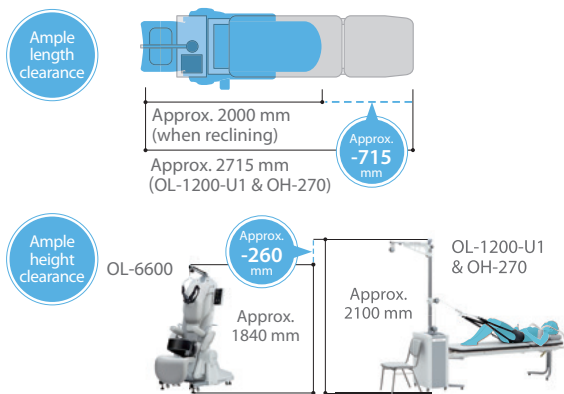 Ample
length
clearance
Approx. 2000 mm
(when reclining)
Approx.
-715
mm
Approx. 2715 mm
(OL-1200-U1 & OH-270)
Ample
height
clearance
OL-6600
Approx.
-260
mm
OL-1200-U1
& OH-270
Approx.
1840 mm
Approx.
2100 mm